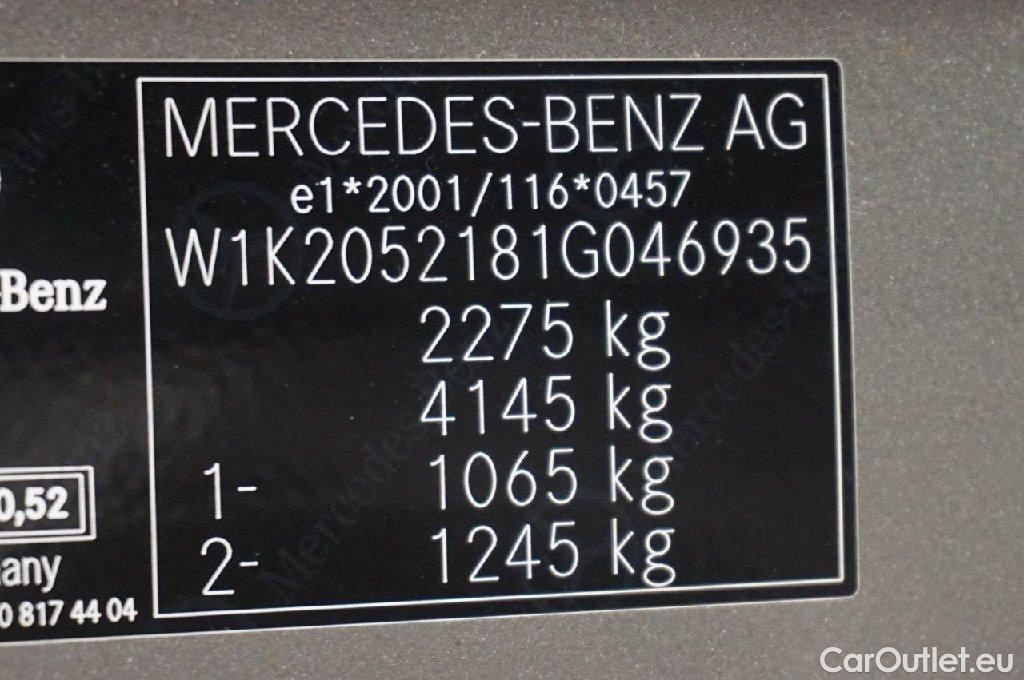 MERCEDES-BENZ AG
e1*2001/116*0457
W1K2052181G046935
-Benz
2275 kg
4145 kg
1- 1065 kg
2- 1245 kg
0,52
any
0 817 44 04
CarOutlet.eu